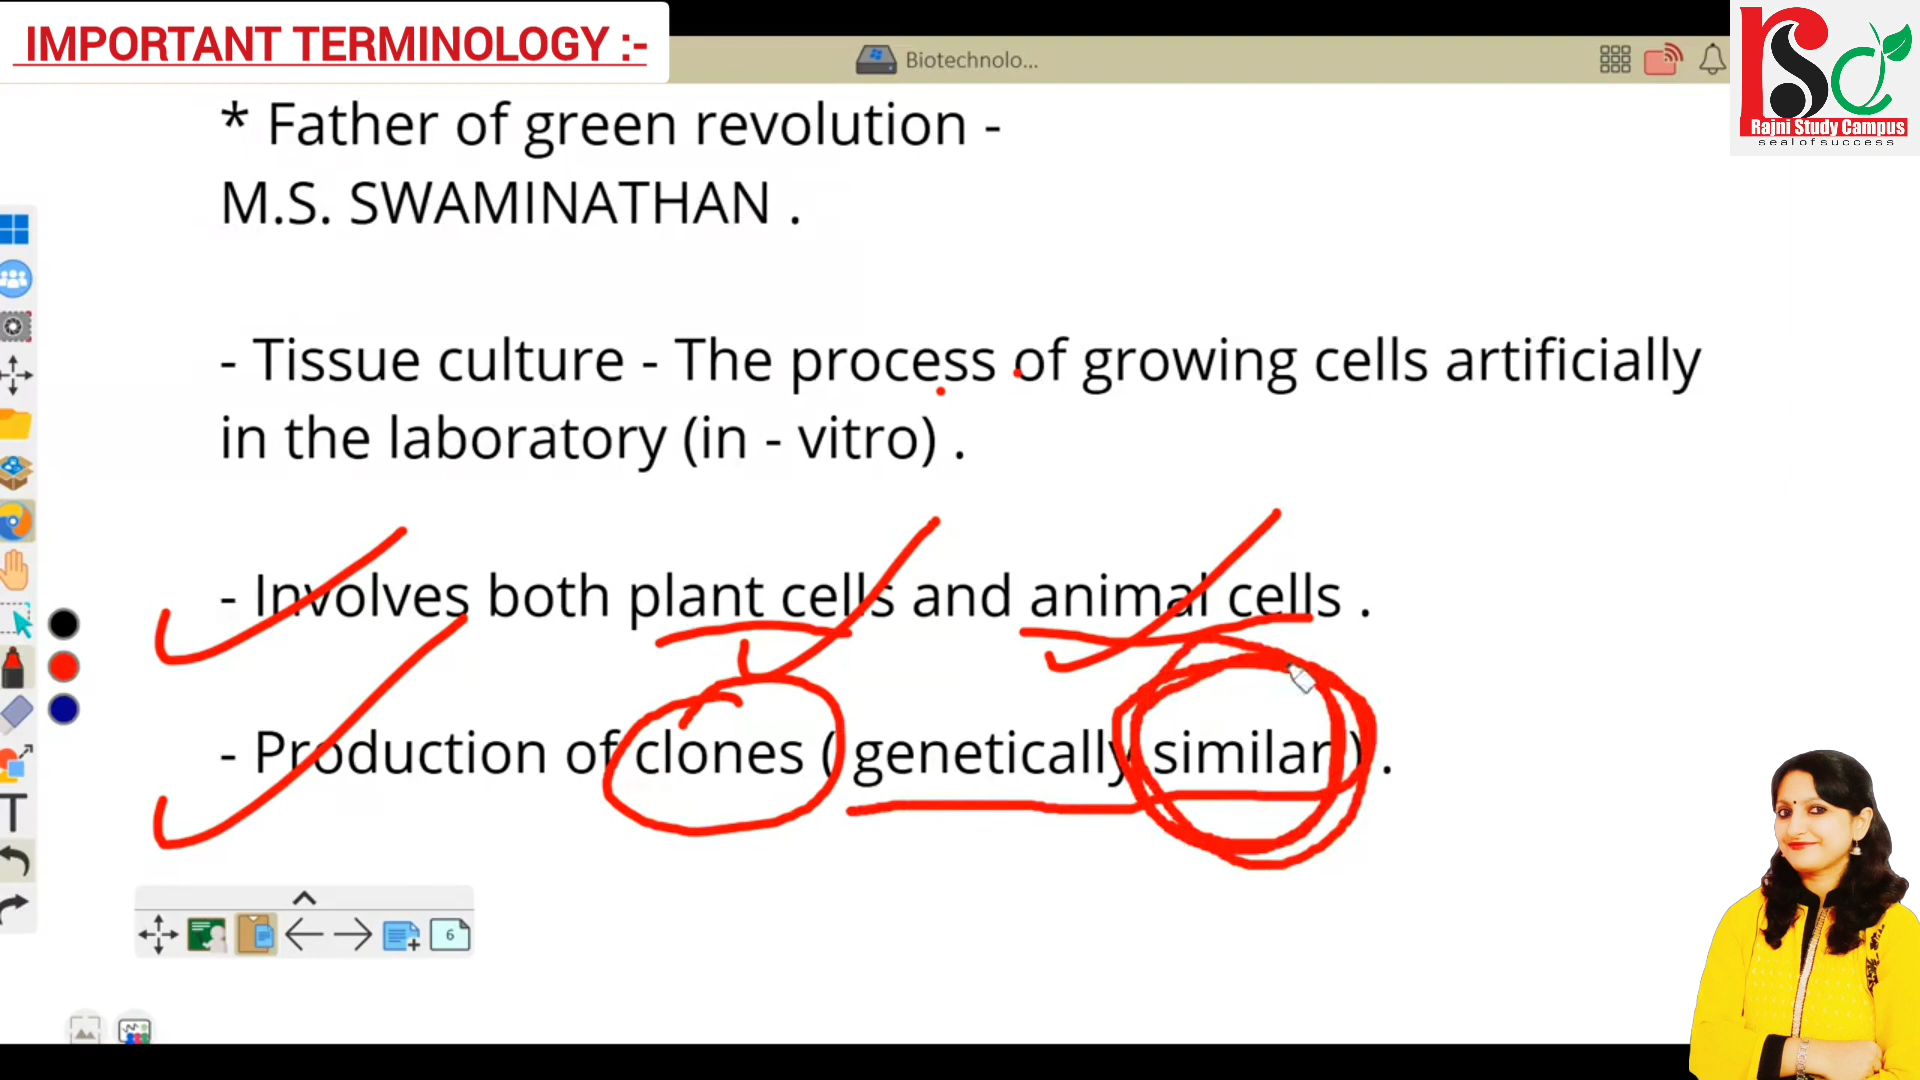 IMPORTANT TERMINOLOGY :-
Biotechnolo...
Rajni Study Campus
seal of success
* Father of green revolution -
M.S. SWAMINATHAN .
- Tissue culture - The process of growing cells artificially
in the laboratory (in - vitro) .
- Involves both plant cells and animal cells .
- Production of clones ( genetically similar ) .
6